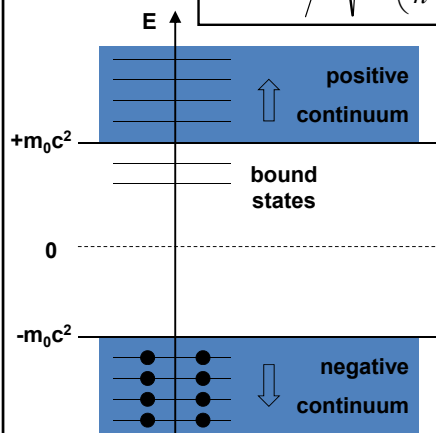 E
positive
continuum
+m₀c²
bound
states
0
-m₀c²
negative
continuum